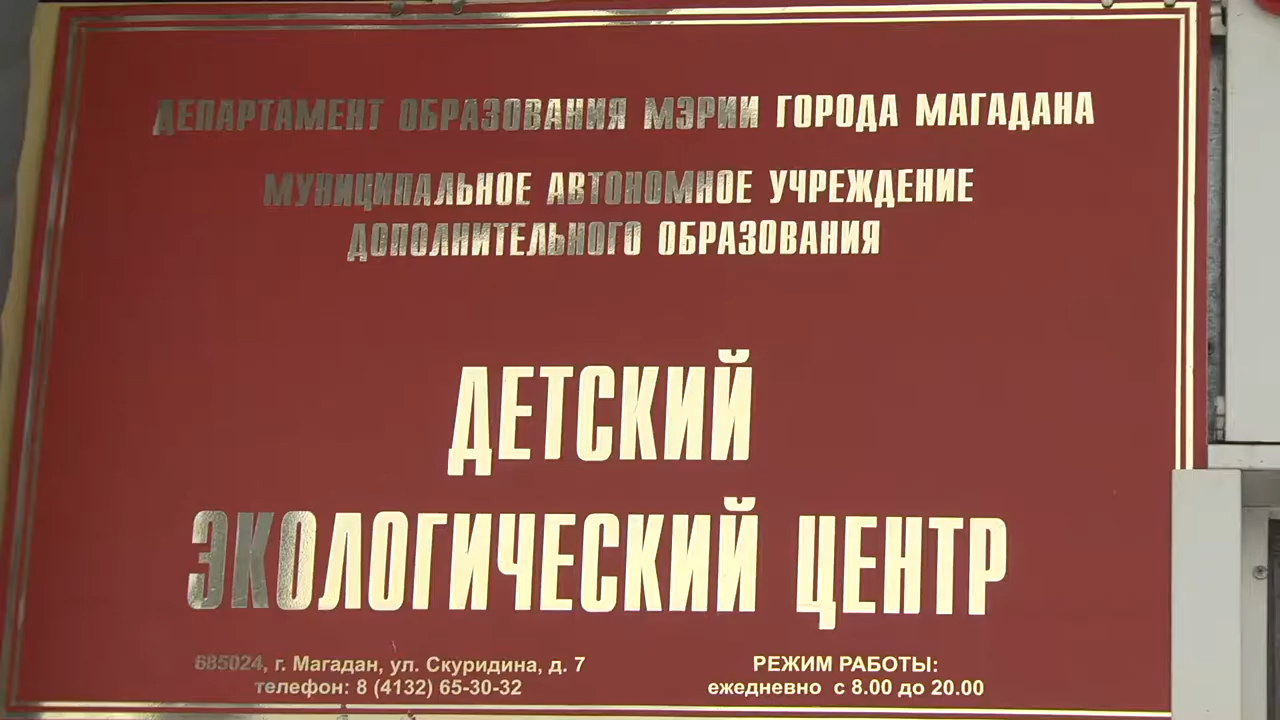 ДЕПАРТАМЕНТ ОБРАЗОВАНИЯ МЭРИИ ГОРОДА МАГАДАНА
МУНИЦИПАЛЬНОЕ АВТОНОМНОЕ УЧРЕЖДЕНИЕ
ДОПОЛНИТЕЛЬНОГО ОБРАЗОВАНИЯ
ДЕТСКИЙ
ЭКОЛОГИЧЕСКИЙ ЦЕНТР
685024, г. Магадан, ул. Скуридина, д. 7
телефон: 8 (4132) 65-30-32
РЕЖИМ РАБОТЫ:
ежедневно с 8.00 до 20.00